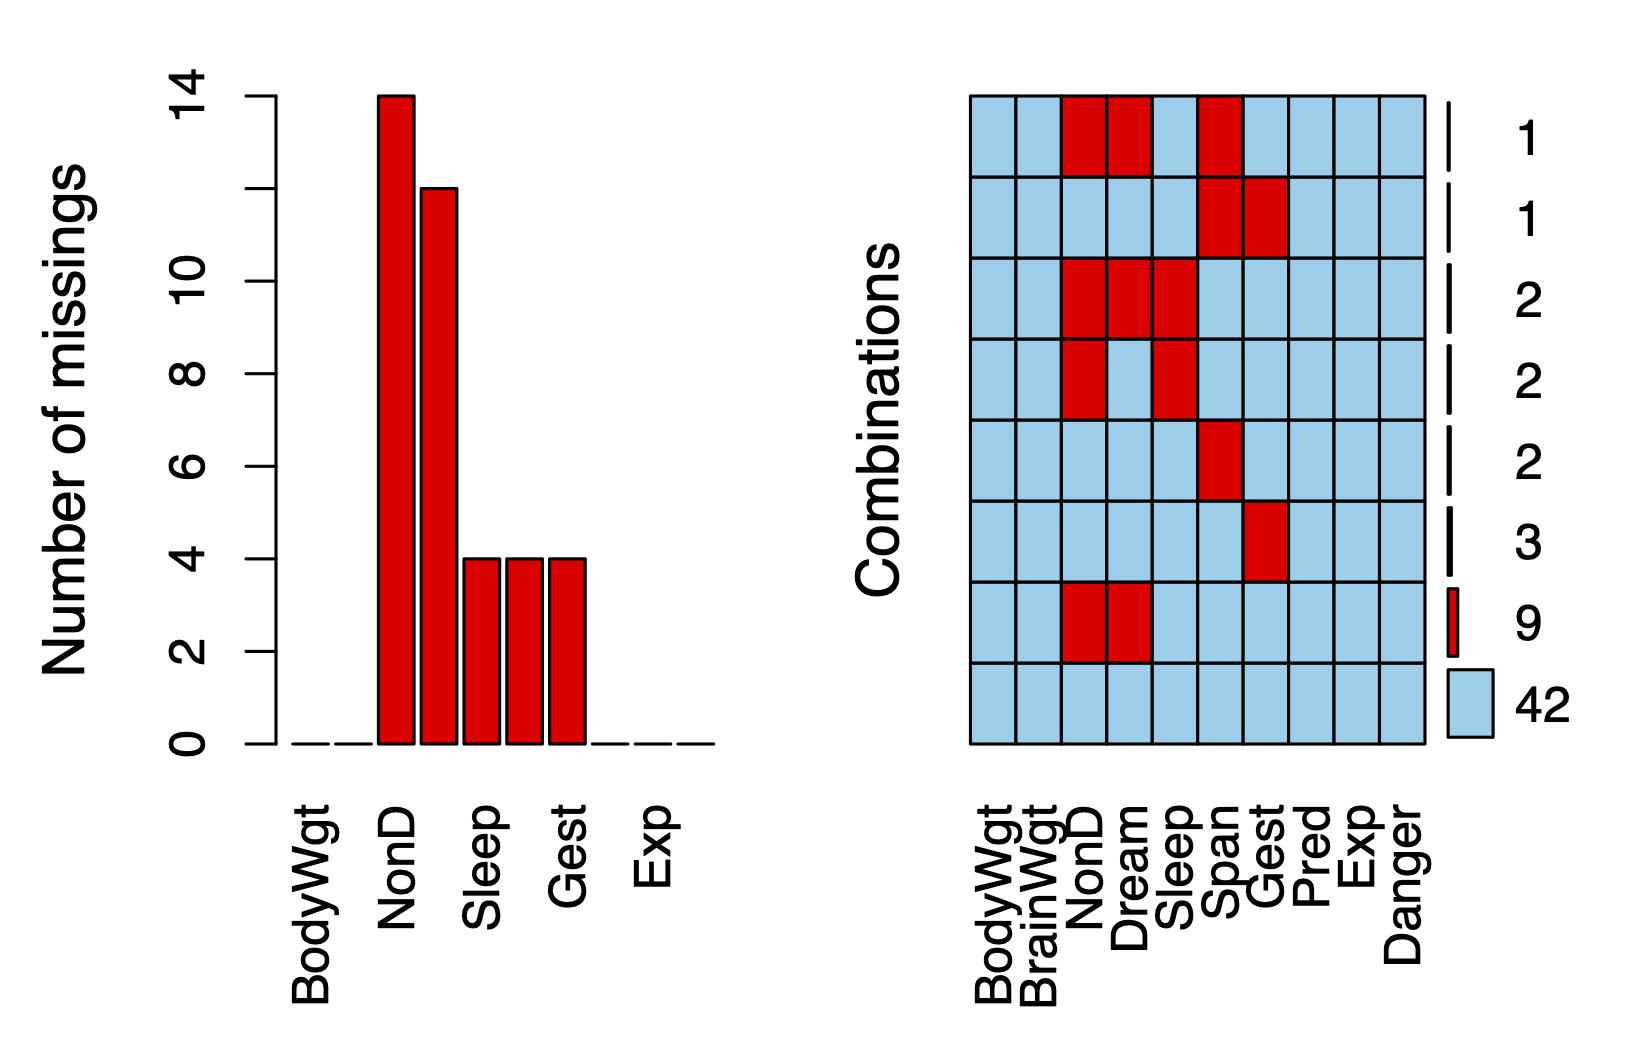 Number of missings
14
10
8
6
4
2
0
BodyWgt
NonD
Sleep
Gest
Exp
Combinations
1
1
2
2
2
3
9
42
BodyWgt
BrainWgt
NonD
Dream
Sleep
Span
Gest
Pred
Exp
Danger